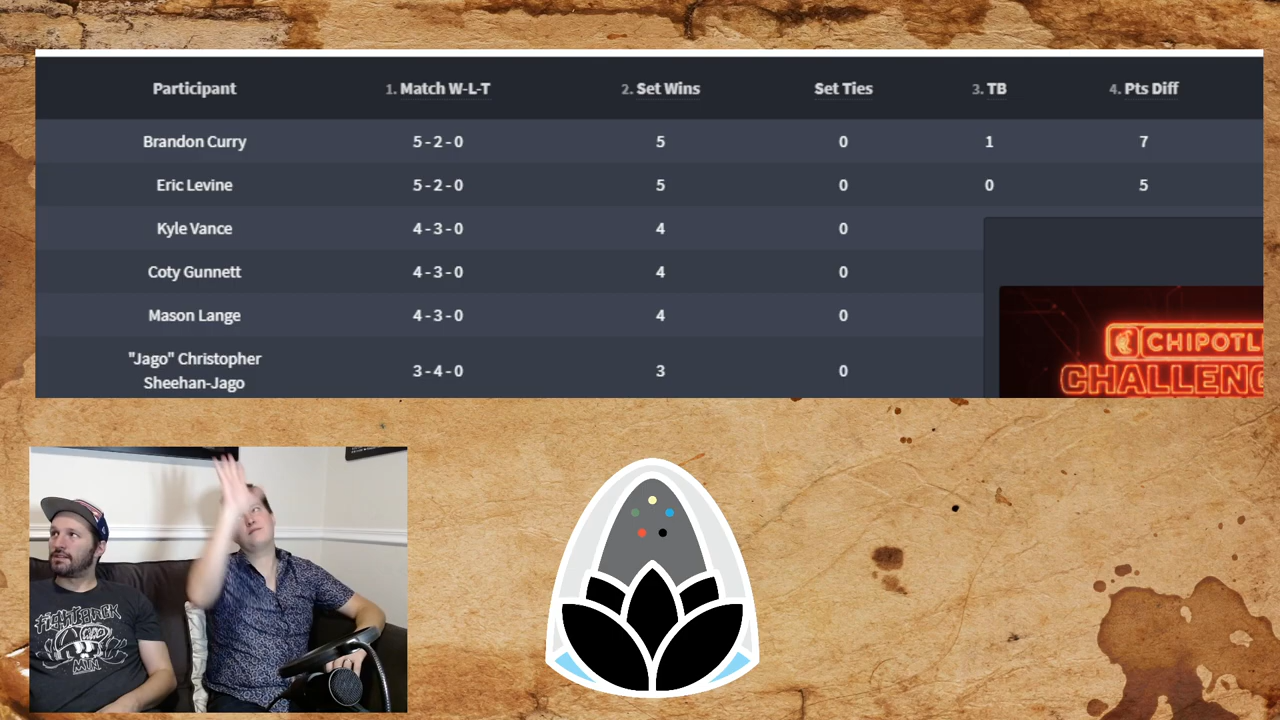 Participant 1. Match W-L-T 2. Set Wins Set Ties 3. TB 4. Pts Diff
Brandon Curry 5 - 2 - 0 5 0 1 7
Eric Levine 5 - 2 - 0 5 0 0 5
Kyle Vance 4 - 3 - 0 4 0
Coty Gunnett 4 - 3 - 0 4 0
Mason Lange 4 - 3 - 0 4 0
"Jago" Christopher
Sheehan-Jago 3 - 4 - 0 3 0
CHIPOTL
CHALLENG
FIGHTBACK
MTN